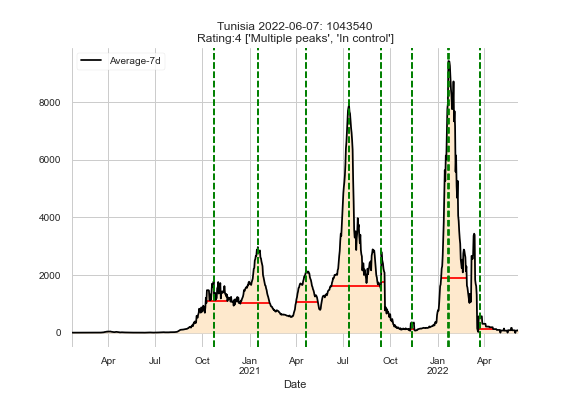 Tunisia 2022-06-07: 1043540
Rating:4 ['Multiple peaks', 'In control']
Average-7d
8000
6000
4000
2000
0
Apr Jul Oct Jan Apr Jul Oct Jan Apr
2021 2022
Date